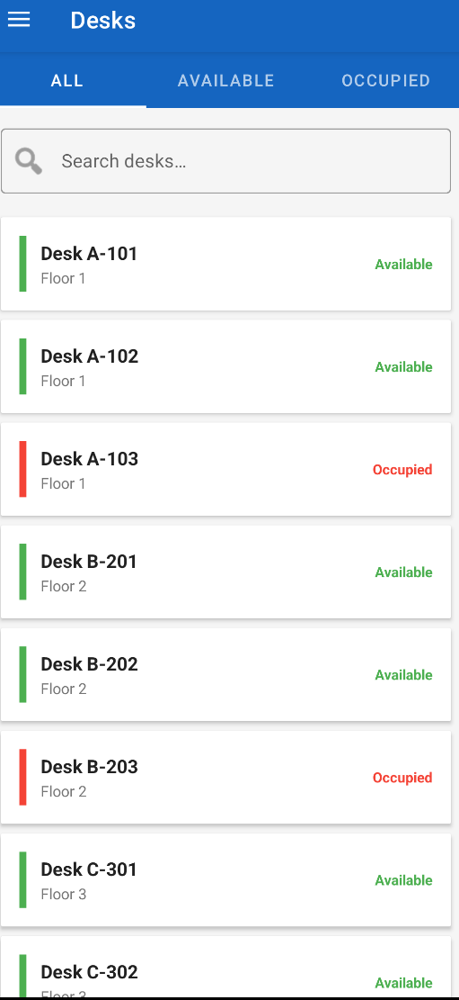 Desks
ALL
AVAILABLE
OCCUPIED
Search desks…
Desk A-101
Floor 1
Available
Desk A-102
Floor 1
Available
Desk A-103
Floor 1
Occupied
Desk B-201
Floor 2
Available
Desk B-202
Floor 2
Available
Desk B-203
Floor 2
Occupied
Desk C-301
Floor 3
Available
Desk C-302
Floor 3
Available